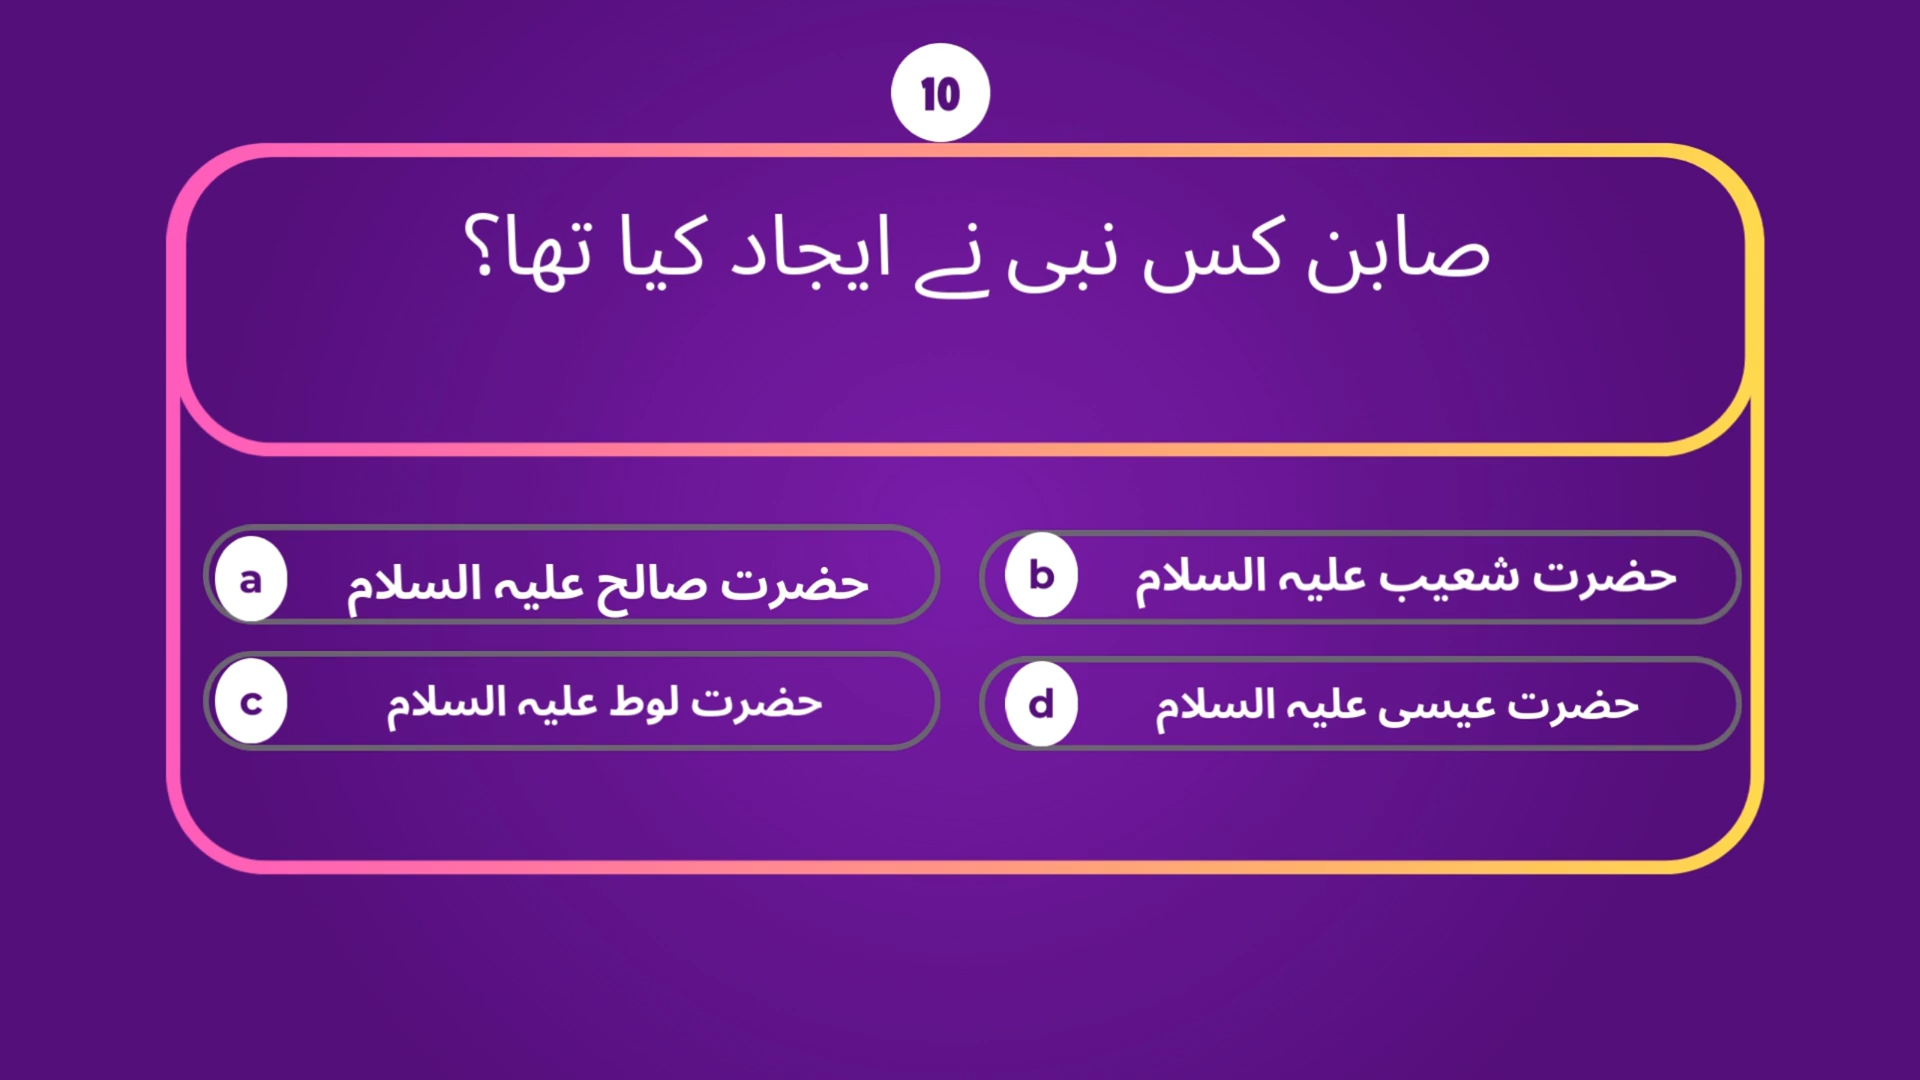 10
صابن کس نبی نے ایجاد کیا تھا؟
a حضرت صالح علیہ السلام
b حضرت شعیب علیہ السلام
c حضرت لوط علیہ السلام
d حضرت عیسی علیہ السلام